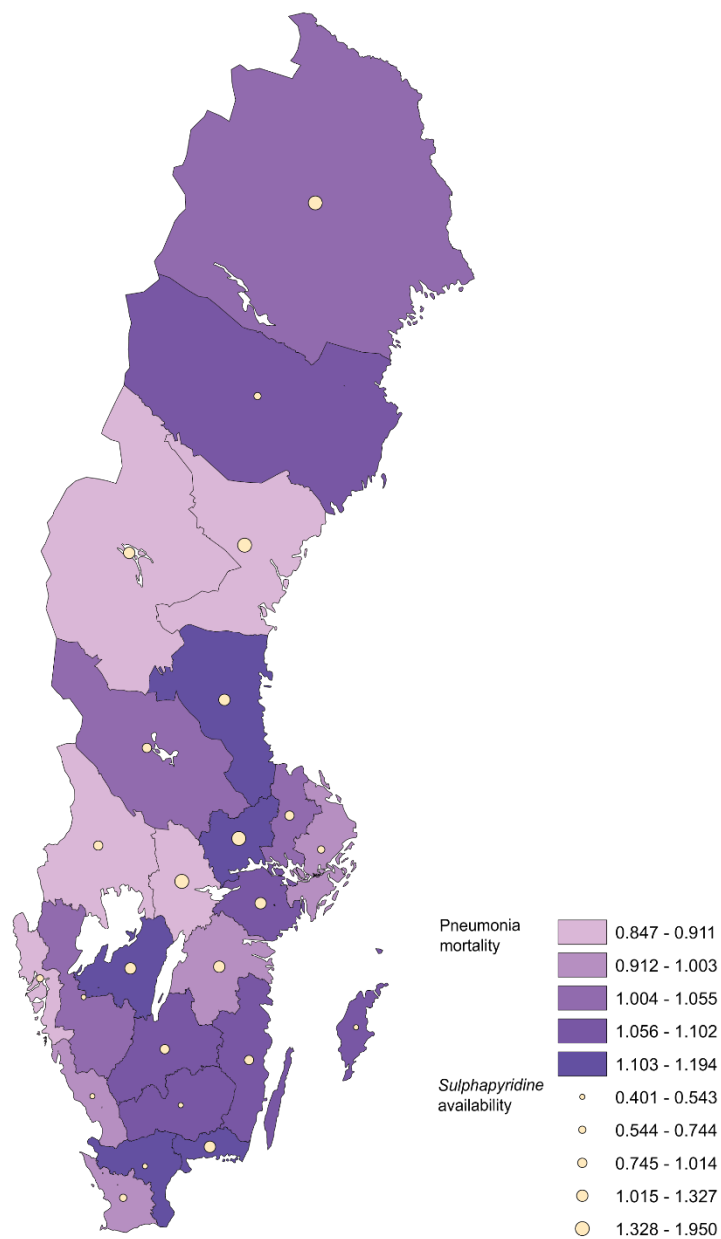 Pneumonia
mortality
0.847 - 0.911
0.912 - 1.003
1.004 - 1.055
1.056 - 1.102
1.103 - 1.194
Sulphapyridine
availability
0.401 - 0.543
0.544 - 0.744
0.745 - 1.014
1.015 - 1.327
1.328 - 1.950